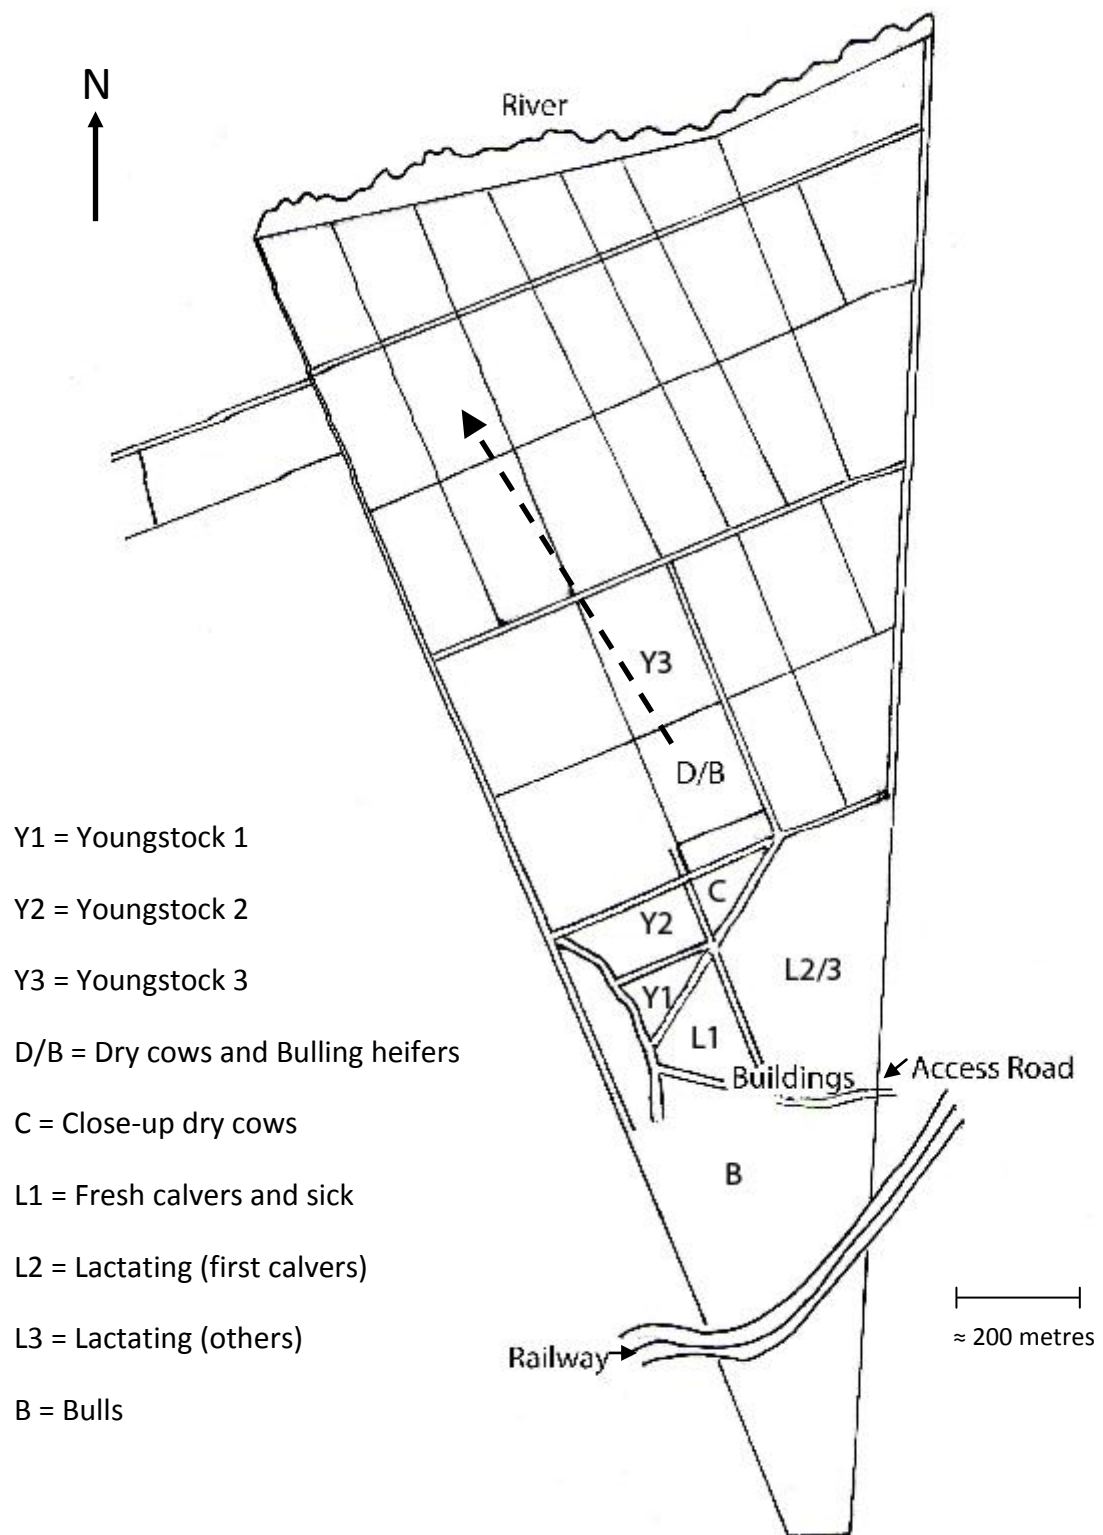 N
River
Y3
D/B
C
Y2
L2/3
Y1
L1
Buildings
Access Road
B
Railway
≈ 200 metres
Y1 = Youngstock 1
Y2 = Youngstock 2
Y3 = Youngstock 3
D/B = Dry cows and Bulling heifers
C = Close-up dry cows
L1 = Fresh calvers and sick
L2 = Lactating (first calvers)
L3 = Lactating (others)
B = Bulls